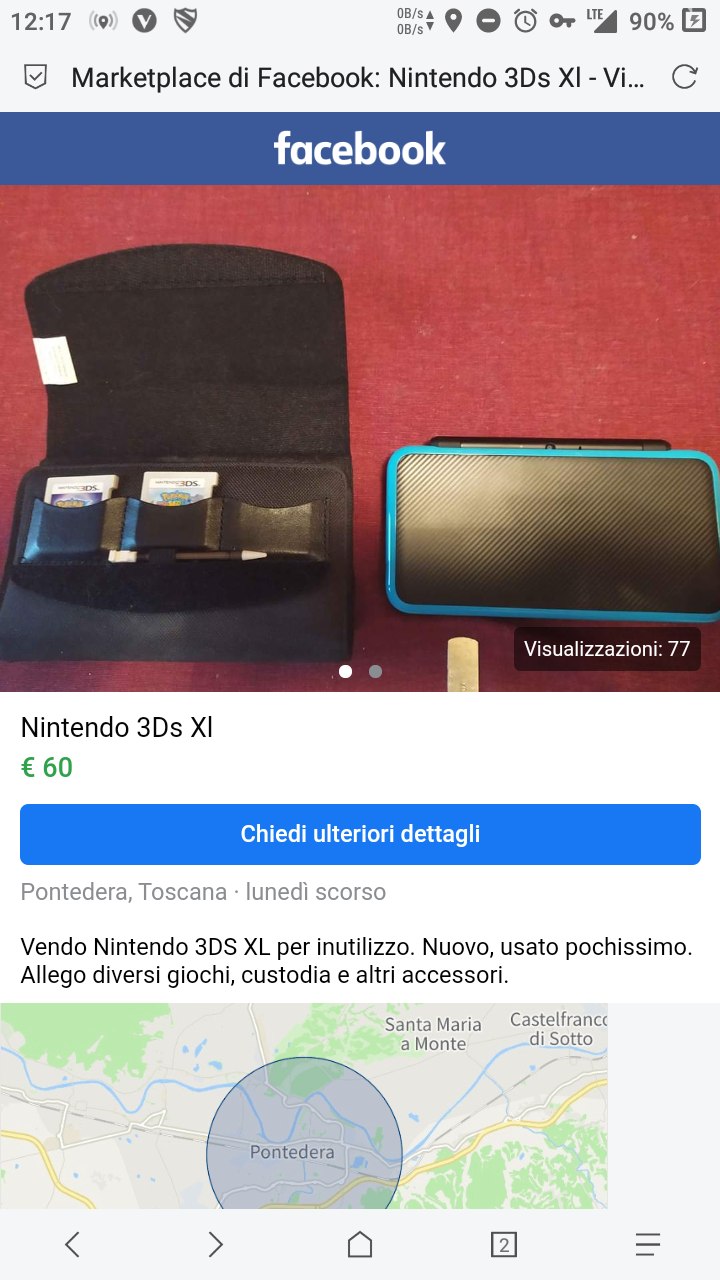 12:17
0B/s
0B/s
LTE
90%
Marketplace di Facebook: Nintendo 3Ds Xl - Vi...
facebook
NINTENDO3DS
NINTENDO3DS
Visualizzazioni: 77
Nintendo 3Ds Xl
€ 60
Chiedi ulteriori dettagli
Pontedera, Toscana · lunedì scorso
Vendo Nintendo 3DS XL per inutilizzo. Nuovo, usato pochissimo.
Allego diversi giochi, custodia e altri accessori.
Santa Maria
a Monte
Castelfranco
di Sotto
Pontedera
2